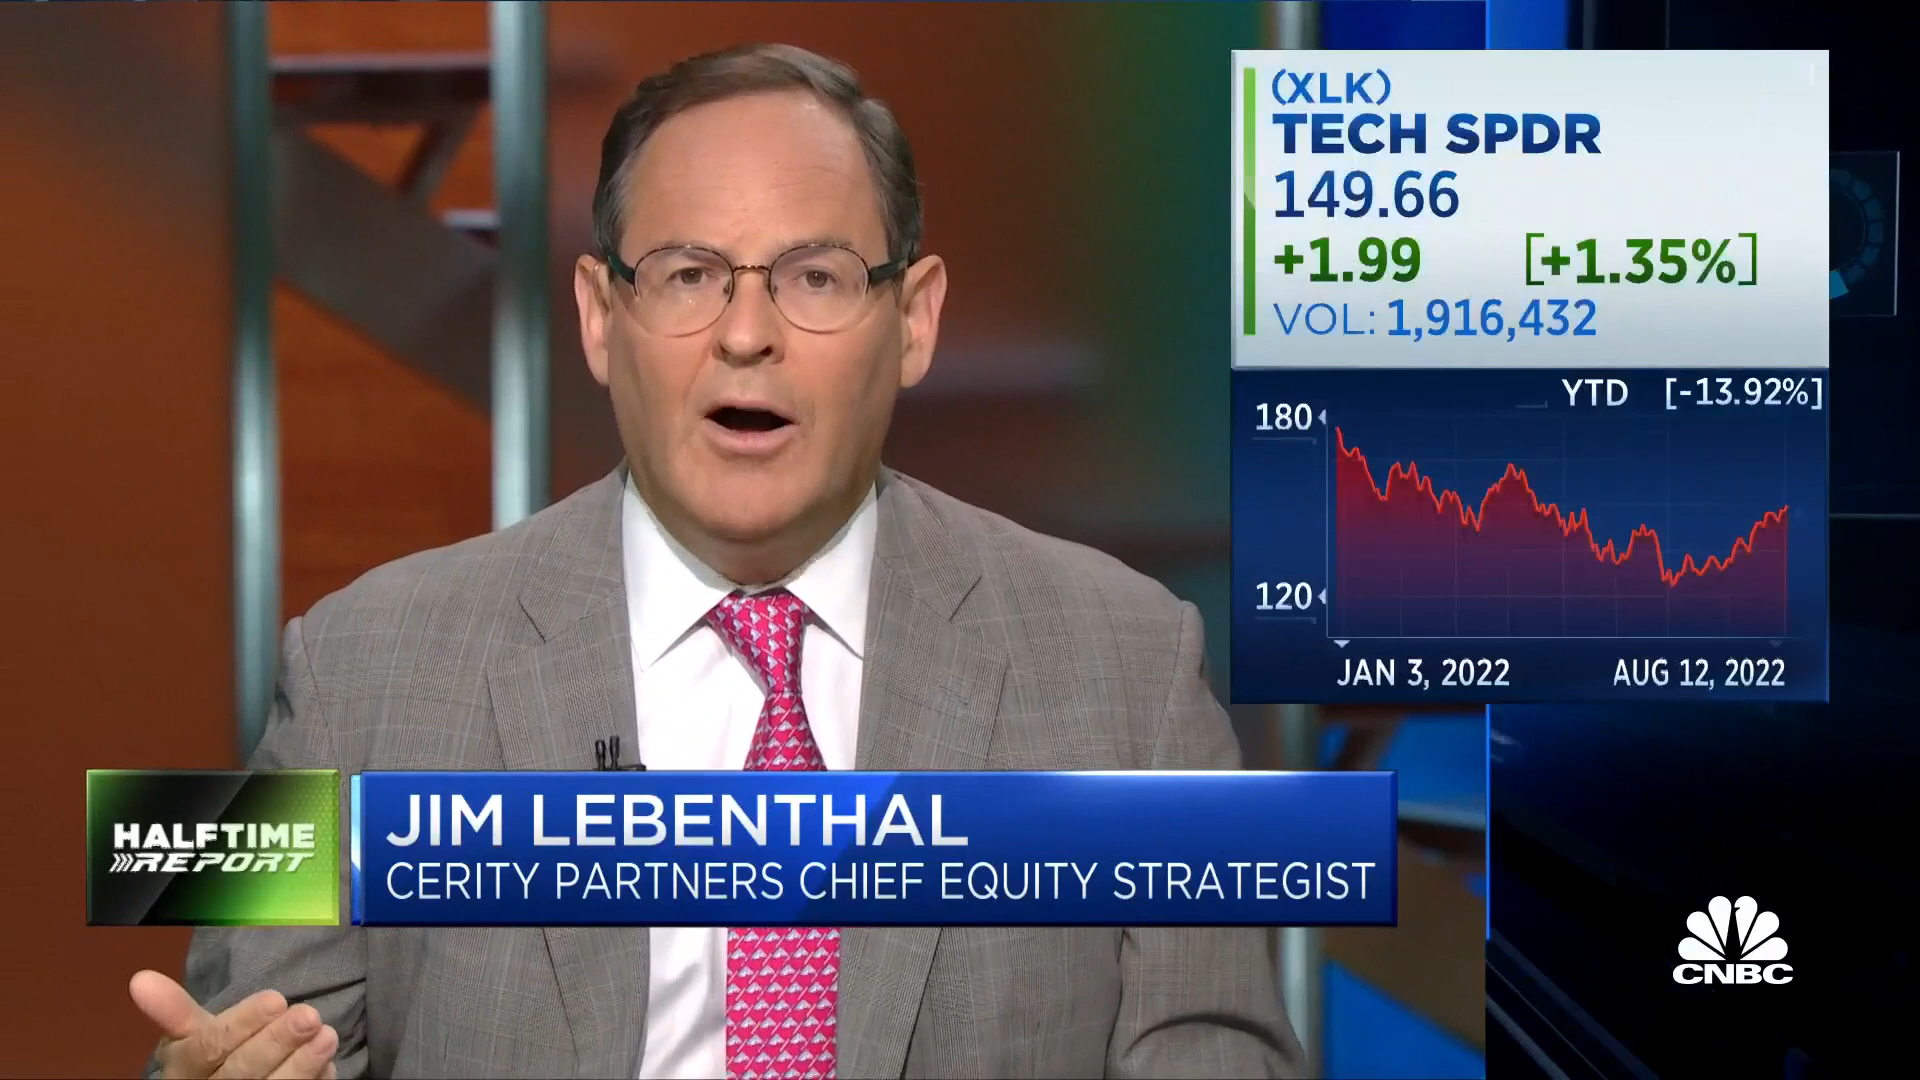 (XLK)
TECH SPDR
149.66
+1.99 [+1.35%]
VOL: 1,916,432
YTD [-13.92%]
180
120
JAN 3, 2022 AUG 12, 2022
HALFTIME
REPORT
JIM LEBENTHAL
CERITY PARTNERS CHIEF EQUITY STRATEGIST
CNBC